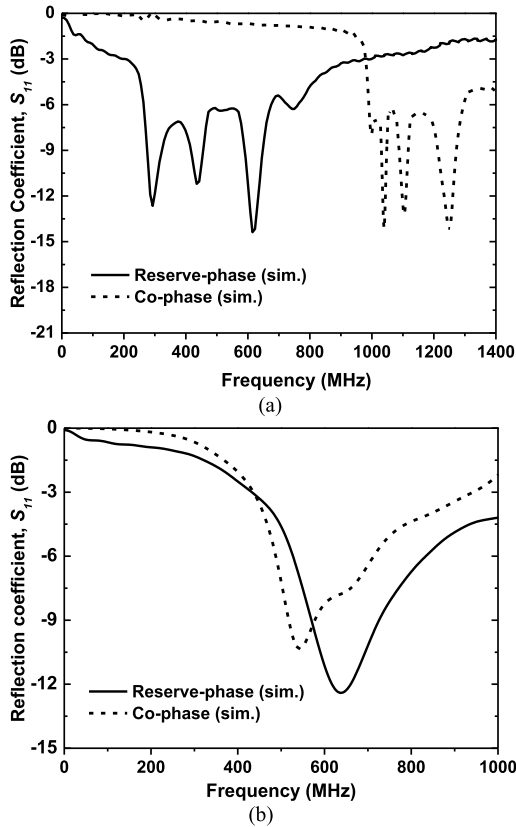 (a)
0
-3
-6
-9
-12
-15
-18
-21
Reflection Coefficient, S11 (dB)
Reserve-phase (sim.)
Co-phase (sim.)
0 200 400 600 800 1000 1200 1400
Frequency (MHz)
(a)
0
-3
-6
-9
-12
-15
Reflection coefficient, S11 (dB)
Reserve-phase (sim.)
Co-phase (sim.)
0 200 400 600 800 1000
Frequency (MHz)
(b)